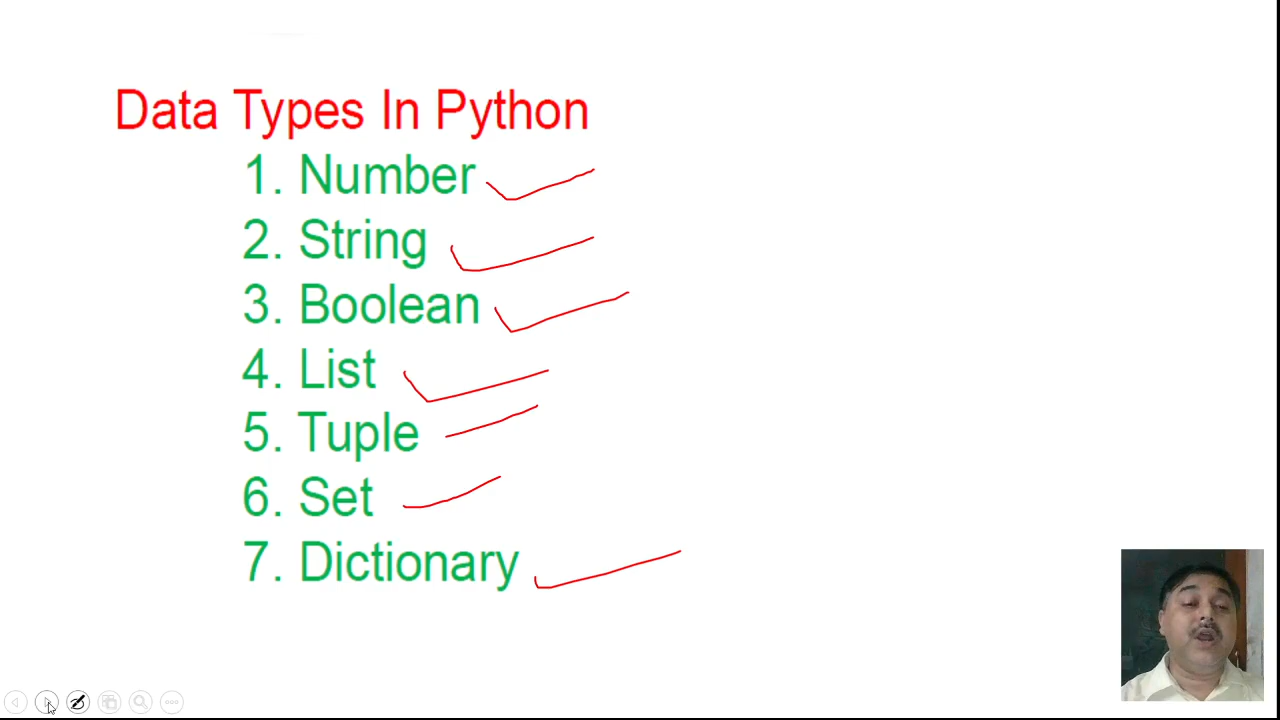 Data Types In Python
1. Number
2. String
3. Boolean
4. List
5. Tuple
6. Set
7. Dictionary